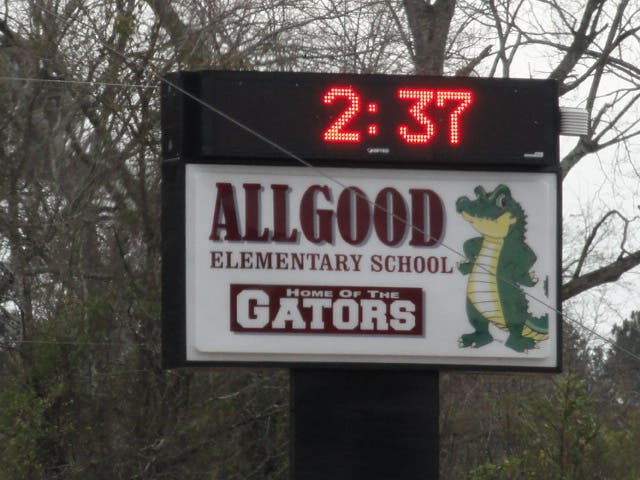 2:37
ALLGOOD
ELEMENTARY SCHOOL
HOME OF THE
GATORS